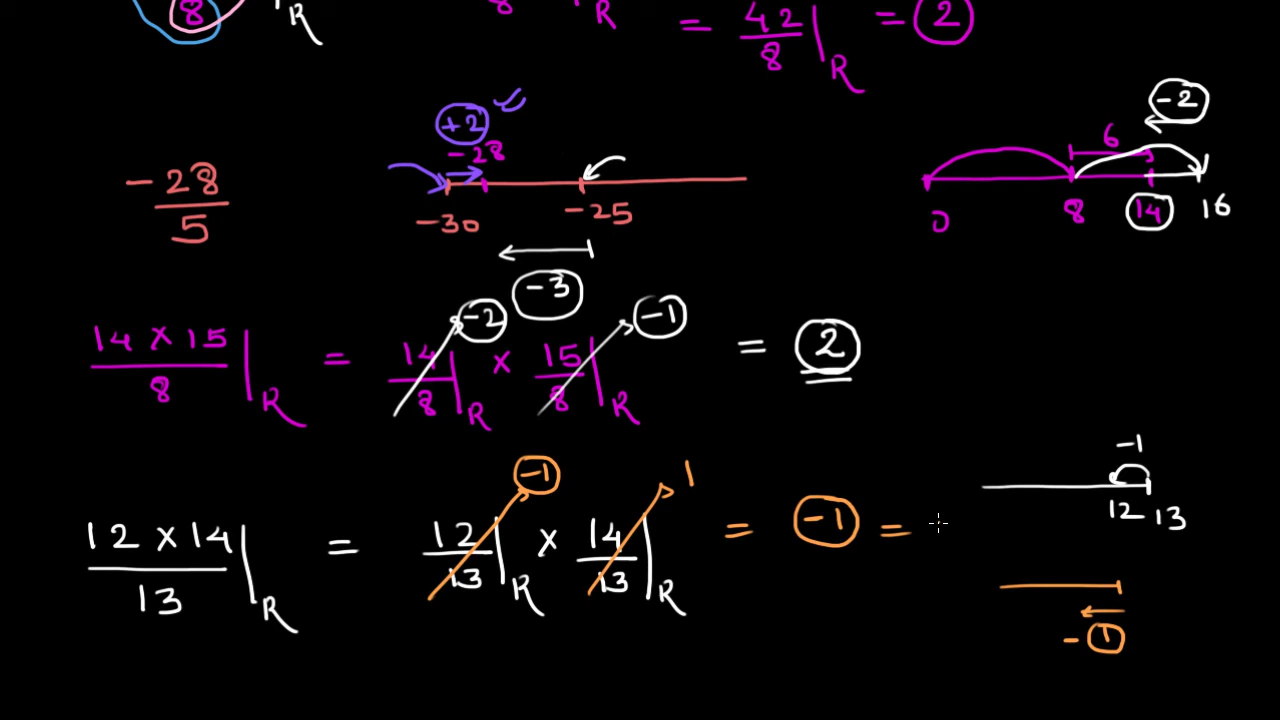 8 R 8 R = 42/8 |R = 2
+2 -2
-28 6
-28/5 -30 -25 0 8 14 16
-3
-2 -1
14 × 15 / 8 |R = 14/8 |R × 15/8 |R = 2
-1 1 -1
12 13
12 × 14 / 13 |R = 12/13 |R × 14/13 |R = -1 =
-1